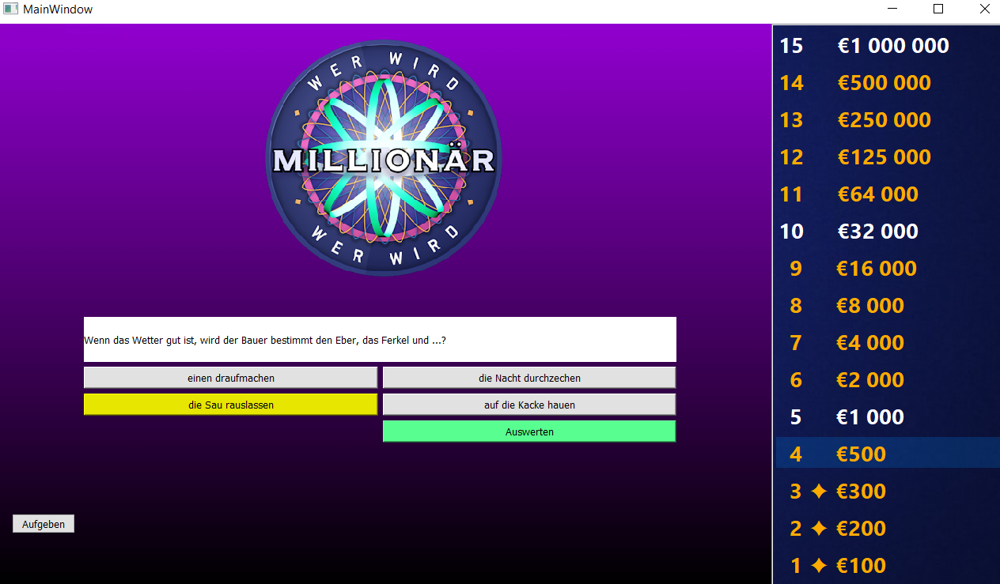 MainWindow
WER WIRD
MILLIONÄR
WER WIRD
Wenn das Wetter gut ist, wird der Bauer bestimmt den Eber, das Ferkel und ...?
einen draufmachen
die Nacht durchzechen
die Sau rauslassen
auf die Kacke hauen
Auswerten
Aufgeben
15 €1 000 000
14 €500 000
13 €250 000
12 €125 000
11 €64 000
10 €32 000
9 €16 000
8 €8 000
7 €4 000
6 €2 000
5 €1 000
4 €500
3 ✦ €300
2 ✦ €200
1 ✦ €100